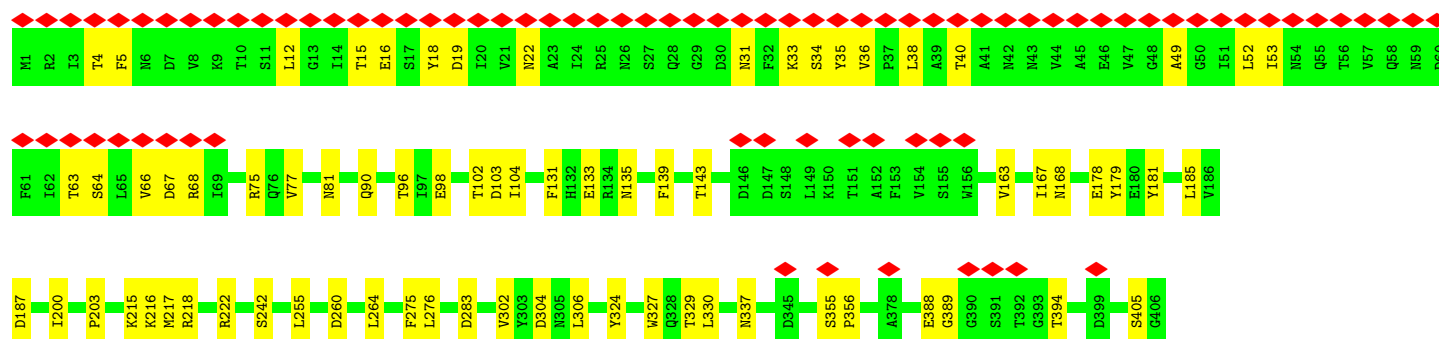 M1 R2 I3 T4 F5 N6 D7 V8 K9 T10 S11 L12 G13 I14 T15 E16 S17 Y18 D19 I20 V21 N22 A23 I24 R25 N26 S27 Q28 G29 D30 N31 F32 K33 S34 Y35 V36 P37 L38 A39 T40 A41 N42 N43 V44 A45 E46 V47 G48 A49 G50 I51 L52 I53 N54 Q55 T56 V57 Q58 N59
F61 I62 T63 S64 L65 V66 D67 R68 I69 R75 Q76 V77 N81 Q90 T96 I97 E98 T102 D103 I104 F131 H132 E133 R134 N135 F139 T143 D146 D147 S148 L149 K150 T151 A152 F153 V154 S155 W156 V163 I167 N168 E178 Y179 E180 Y181 L185 V186
D187 I200 P203 K215 K216 M217 R218 R222 S242 L255 D260 L264 F275 L276 D283 V302 Y303 D304 N305 L306 Y324 W327 Q328 T329 L330 N337 D345 S355 P356 A378 E388 G389 G390 S391 T392 G393 T394 D399 S405 G406